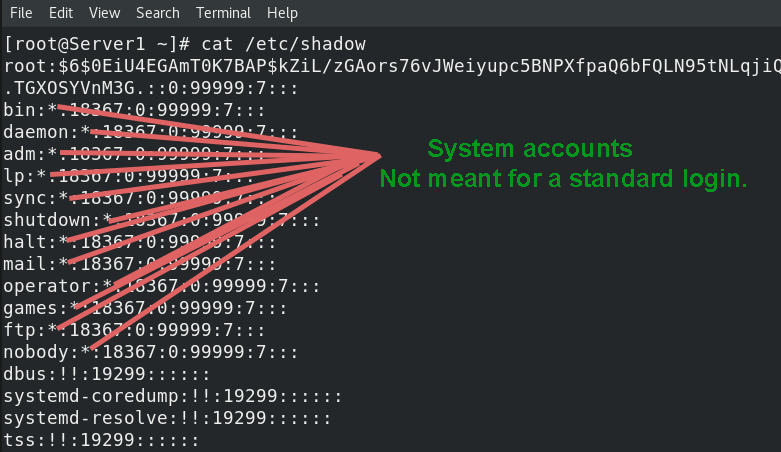 File Edit View Search Terminal Help
[root@Server1 ~]# cat /etc/shadow
root:$6$0EiU4EGAmT0K7BAP$kZiL/zGAors76vJWeiyupc5BNPXfpaQ6bFQLN95tNLqjiQ
.TGXOSYVnM3G.::0:99999:7:::
bin:*:18367:0:99999:7:::
daemon:*:18367:0:99999:7:::
adm:*:18367:0:99999:7:::
System accounts
lp:*:18367:0:99999:7:::
Not meant for a standard login.
sync:*:18367:0:99999:7:::
shutdown:*:18367:0:99999:7:::
halt:*:18367:0:99999:7:::
mail:*:18367:0:99999:7:::
operator:*:18367:0:99999:7:::
games:*:18367:0:99999:7:::
ftp:*:18367:0:99999:7:::
nobody:*:18367:0:99999:7:::
dbus:!!:19299::::::
systemd-coredump:!!:19299::::::
systemd-resolve:!!:19299::::::
tss:!!:19299::::::